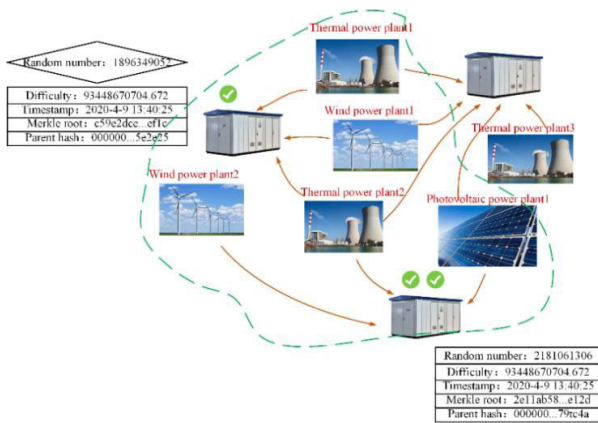 Thermal power plant1
Random number：1896349052
Difficulty：93448670704.672
Timestamp：2020-4-9 13:40:25
Merkle root：c59e2dce...ef1c
Parent hash：000000...5e2e25
Wind power plant1
Thermal power plant3
Wind power plant2
Thermal power plant2
Photovoltaic power plant1
Random number：2181061306
Difficulty：93448670704.672
Timestamp：2020-4-9 13:40:25
Merkle root：2e11ab58...e12d
Parent hash：000000...79tc4a